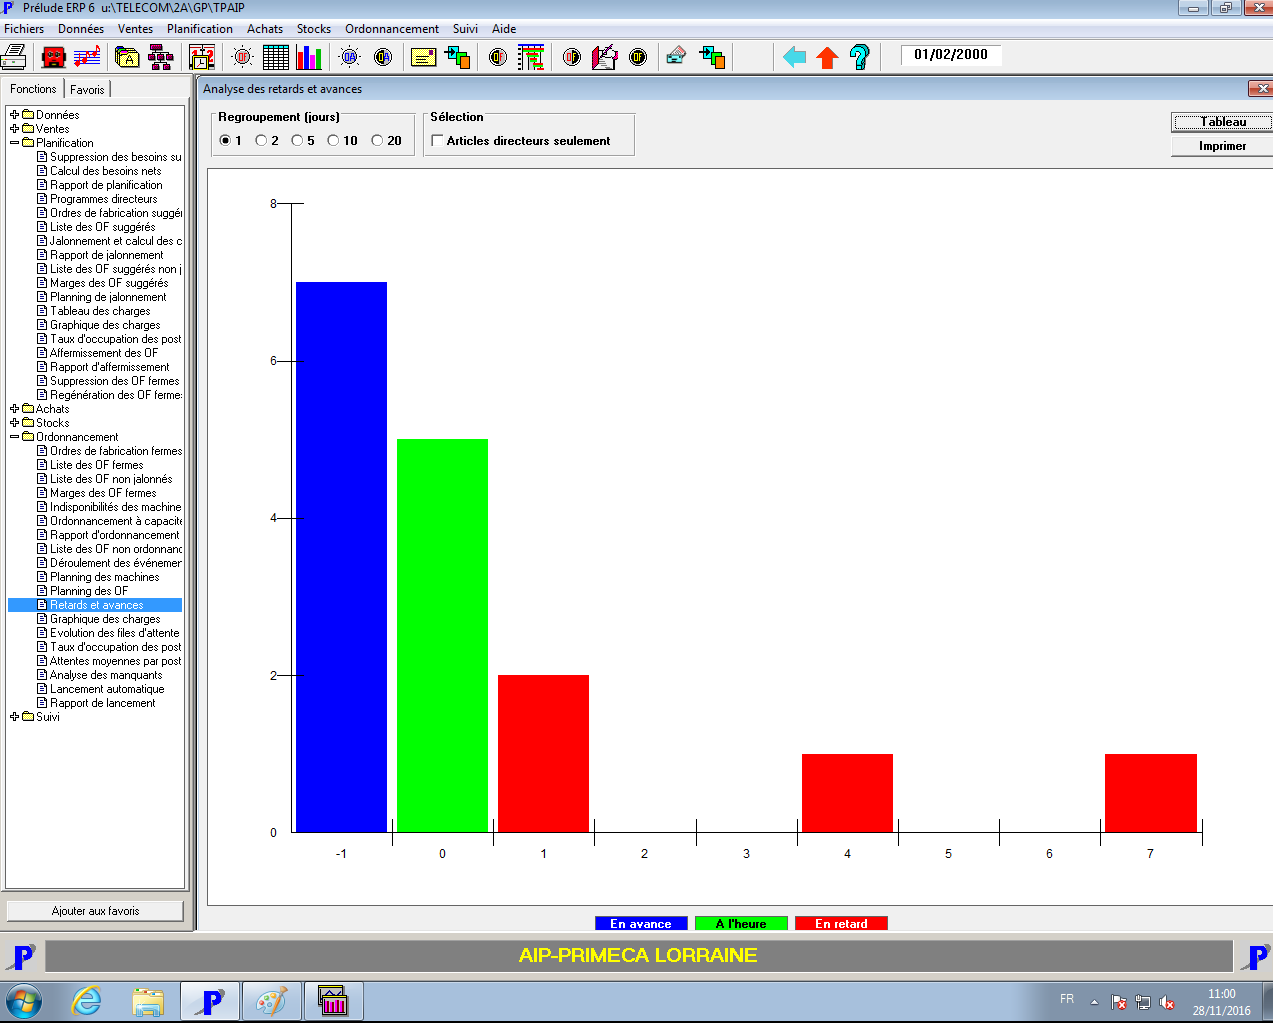 Prélude ERP 6 u:\TELECOM\2A\GP\TPAIP
Fichiers Données Ventes Planification Achats Stocks Ordonnancement Suivi Aide
01/02/2000
Fonctions Favoris
Données
Ventes
Planification
Suppression des besoins su
Calcul des besoins nets
Rapport de planification
Programmes directeurs
Ordres de fabrication suggér
Liste des OF suggérés
Jalonnement et calcul des c
Rapport de jalonnement
Liste des OF suggérés non j
Marges des OF suggérés
Planning de jalonnement
Tableau des charges
Graphique des charges
Taux d'occupation des post
Affermissement des OF
Rapport d'affermissement
Suppression des OF fermes
Regénération des OF fermes
Achats
Stocks
Ordonnancement
Ordres de fabrication fermes
Liste des OF fermes
Liste des OF non jalonnés
Marges des OF fermes
Indisponibilités des machine
Ordonnancement à capacité
Rapport d'ordonnancement
Liste des OF non ordonnanc
Déroulement des événemen
Planning des machines
Planning des OF
Retards et avances
Graphique des charges
Evolution des files d'attente
Taux d'occupation des post
Attentes moyennes par post
Analyse des manquants
Lancement automatique
Rapport de lancement
Suivi
Ajouter aux favoris
Analyse des retards et avances
Regroupement (jours)
1 2 5 10 20
Sélection
Articles directeurs seulement
Tableau
Imprimer
8
6
4
2
0
-1 0 1 2 3 4 5 6 7
En avance A l'heure En retard
AIP-PRIMECA LORRAINE
FR
11:00
28/11/2016